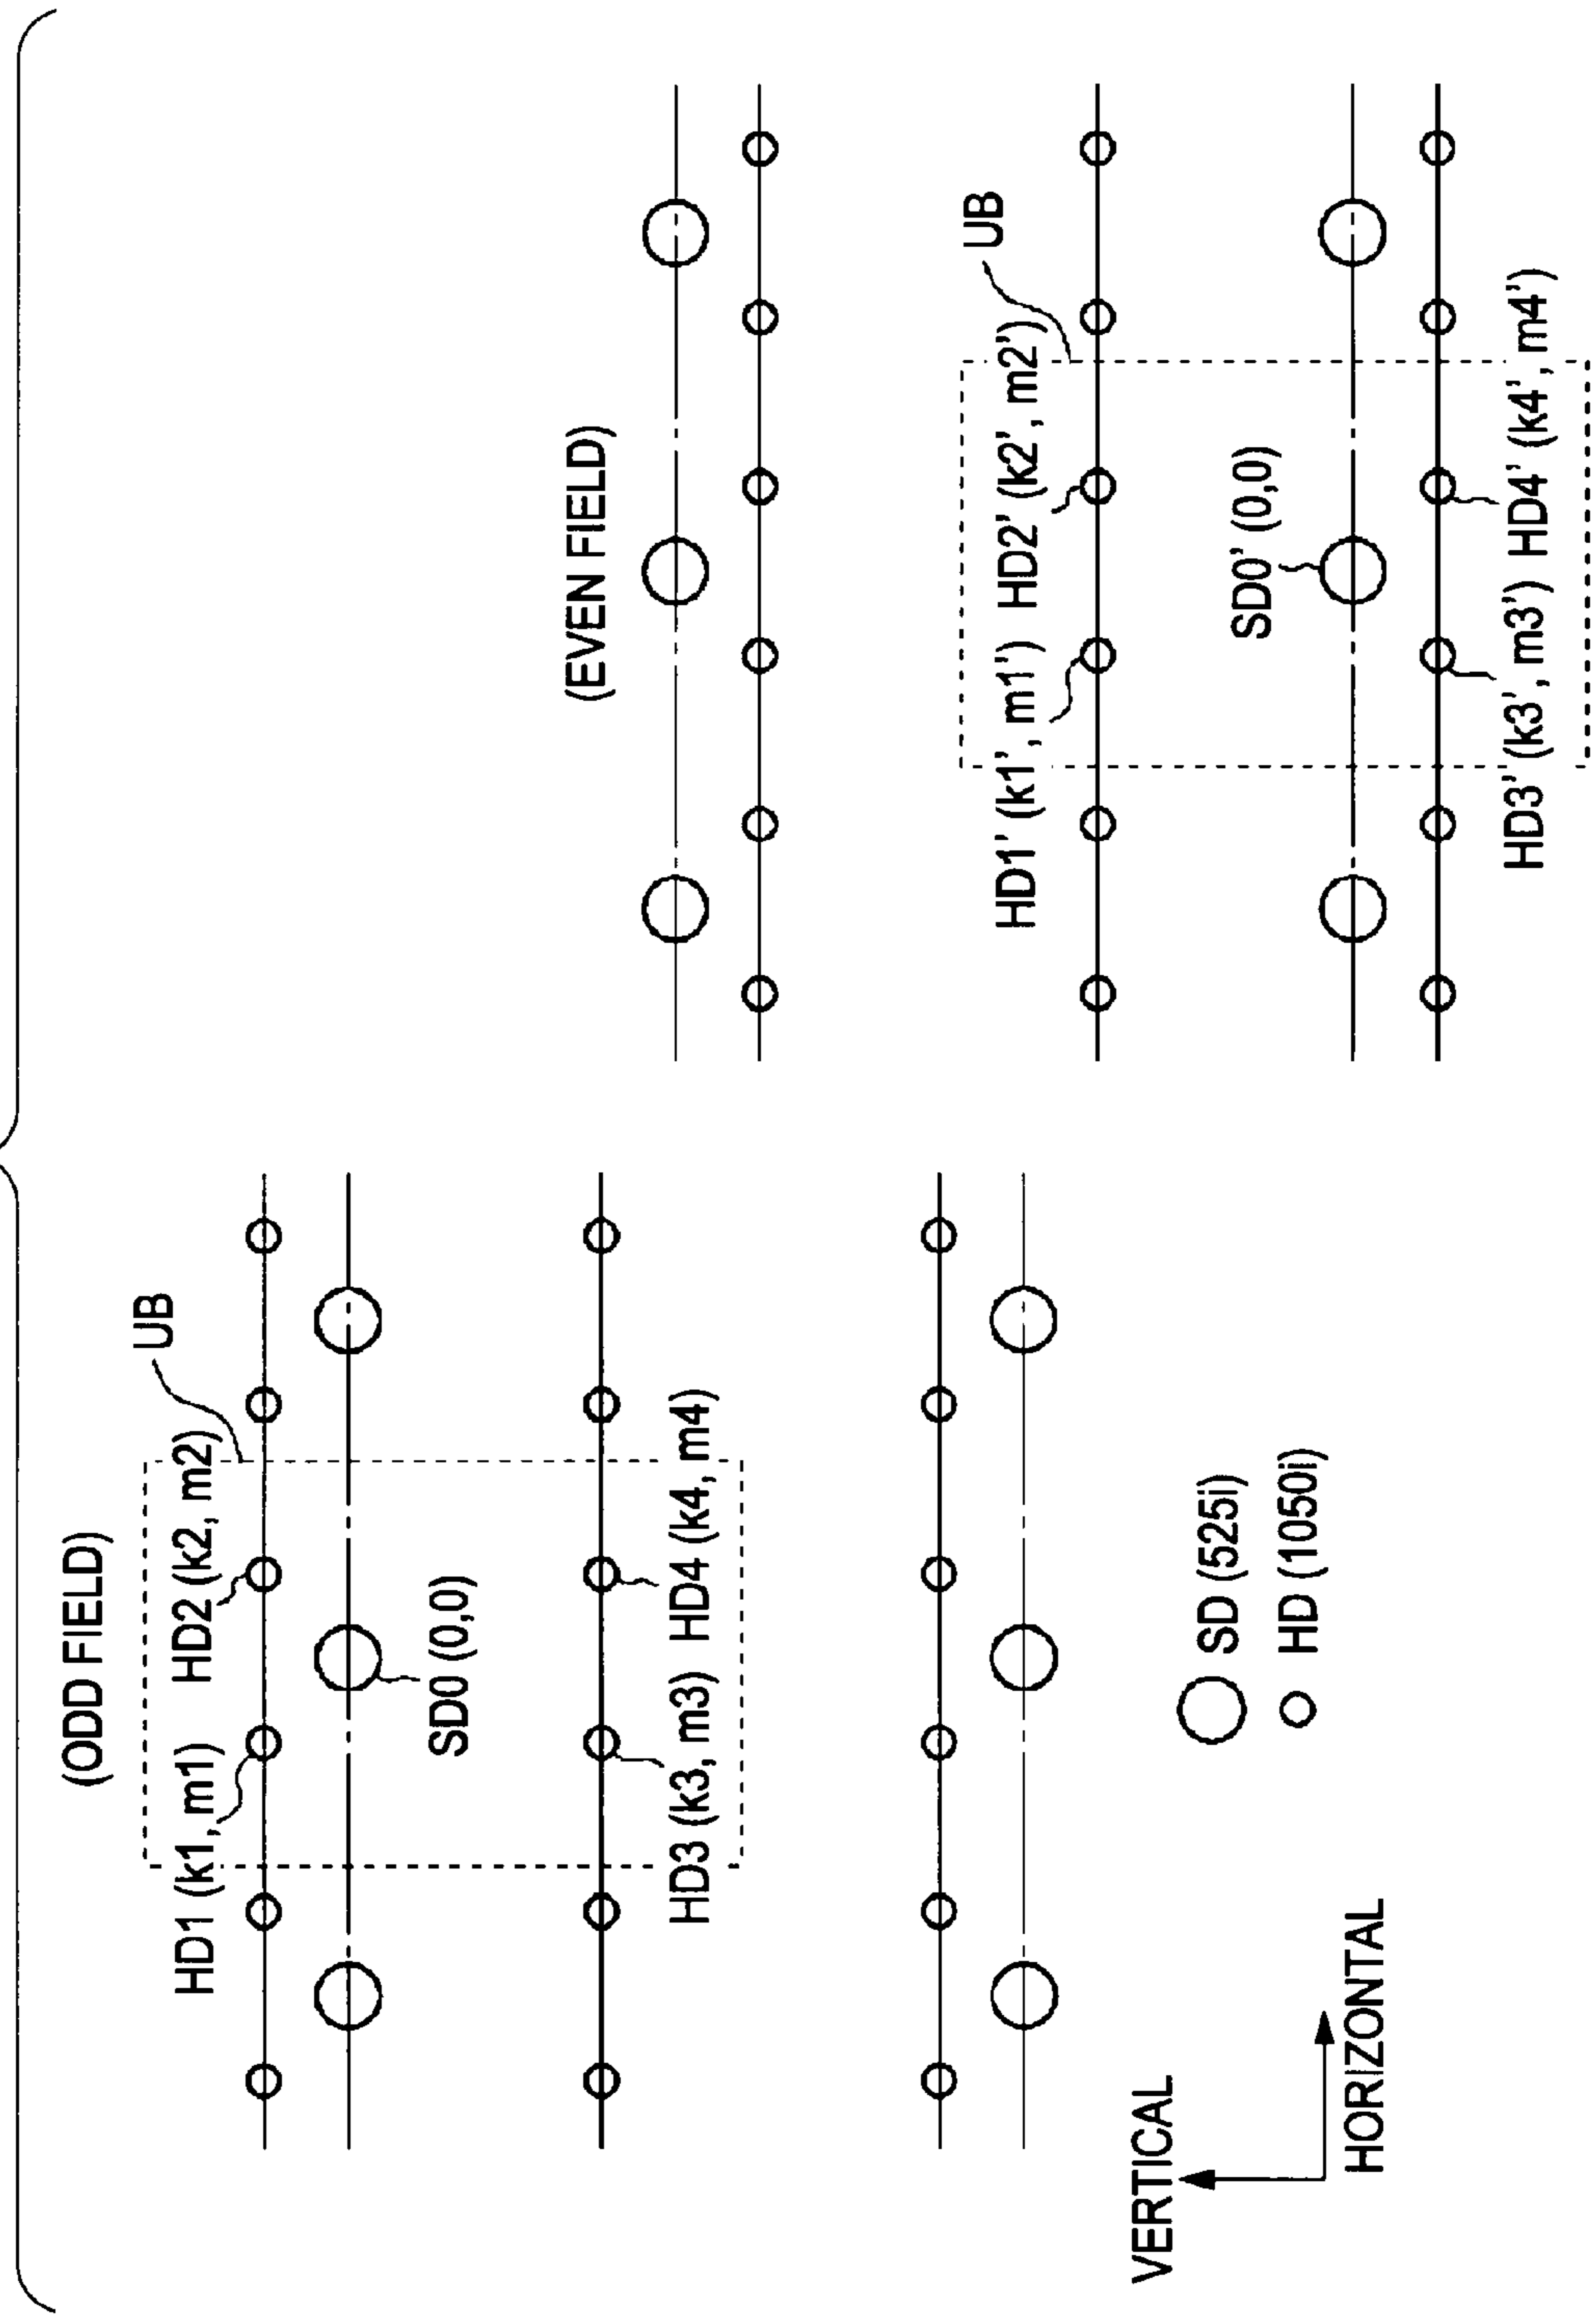 (ODD FIELD)
UB
HD1 (k1, m1) HD2 (k2, m2)
SD0 (0,0)
HD3 (k3, m3) HD4 (k4, m4)
SD (525i)
HD (1050i)
VERTICAL
HORIZONTAL
(EVEN FIELD)
UB
HD1' (k1', m1') HD2' (k2', m2')
SD0' (0,0)
HD3' (k3', m3') HD4' (k4', m4')